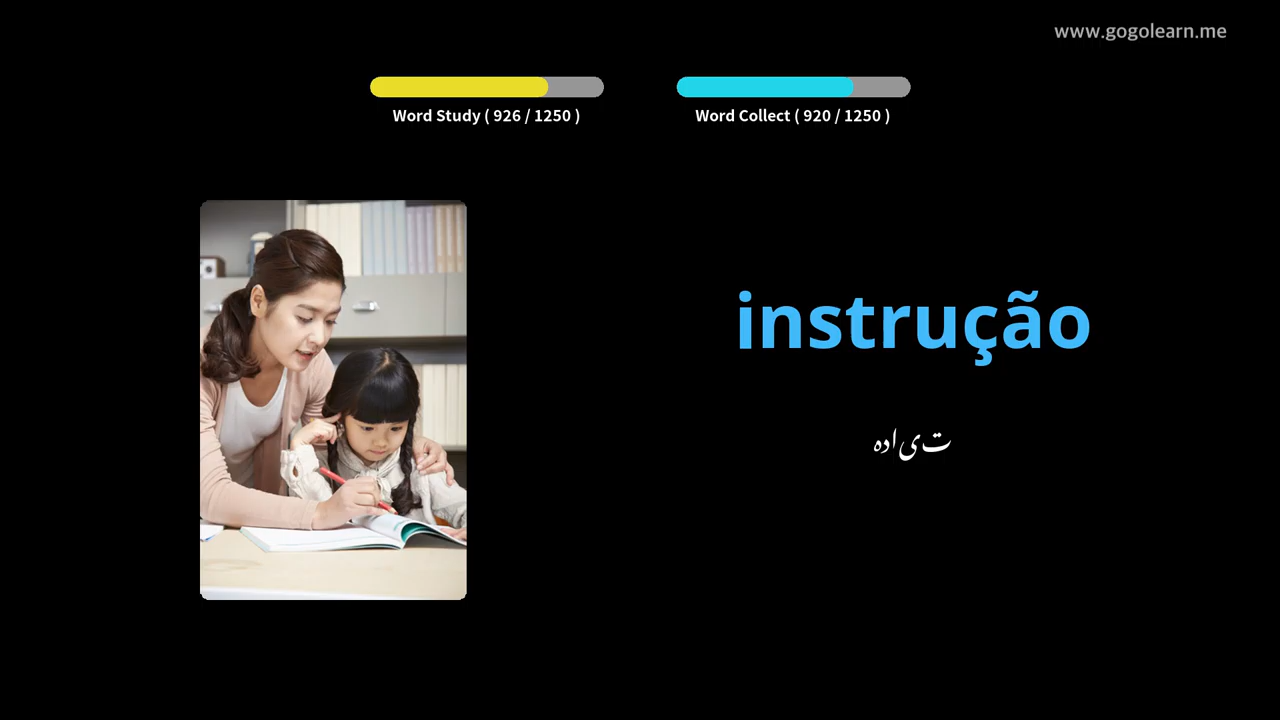 www.gogolearn.me
Word Study ( 926 / 1250 )
Word Collect ( 920 / 1250 )
instrução
ت ی ا د ہ